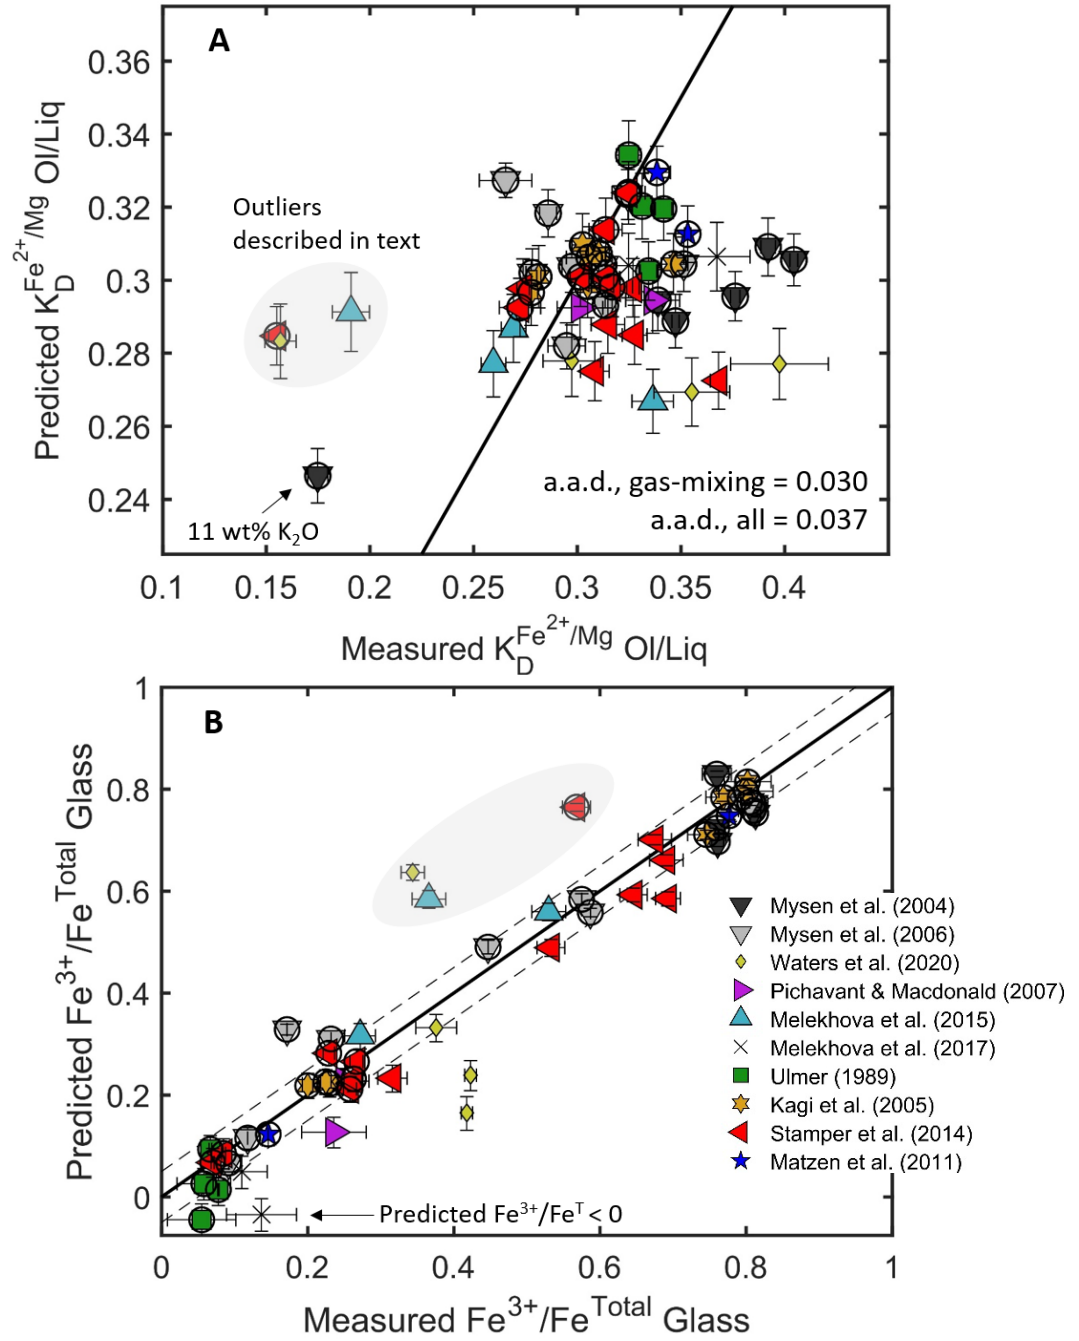 A
0.36
0.34
0.32
0.3
0.28
0.26
0.24
Predicted K_D^{Fe2+/Mg} Ol/Liq
Outliers
described in text
11 wt% K2O
a.a.d., gas-mixing = 0.030
a.a.d., all = 0.037
0.1 0.15 0.2 0.25 0.3 0.35 0.4
Measured K_D^{Fe2+/Mg} Ol/Liq
B
1
0.8
0.6
0.4
0.2
0
Predicted Fe3+/FeTotal Glass
Mysen et al. (2004)
Mysen et al. (2006)
Waters et al. (2020)
Pichavant & Macdonald (2007)
Melekhova et al. (2015)
Melekhova et al. (2017)
Ulmer (1989)
Kagi et al. (2005)
Stamper et al. (2014)
Matzen et al. (2011)
Predicted Fe3+/FeT < 0
0 0.2 0.4 0.6 0.8 1
Measured Fe3+/FeTotal Glass